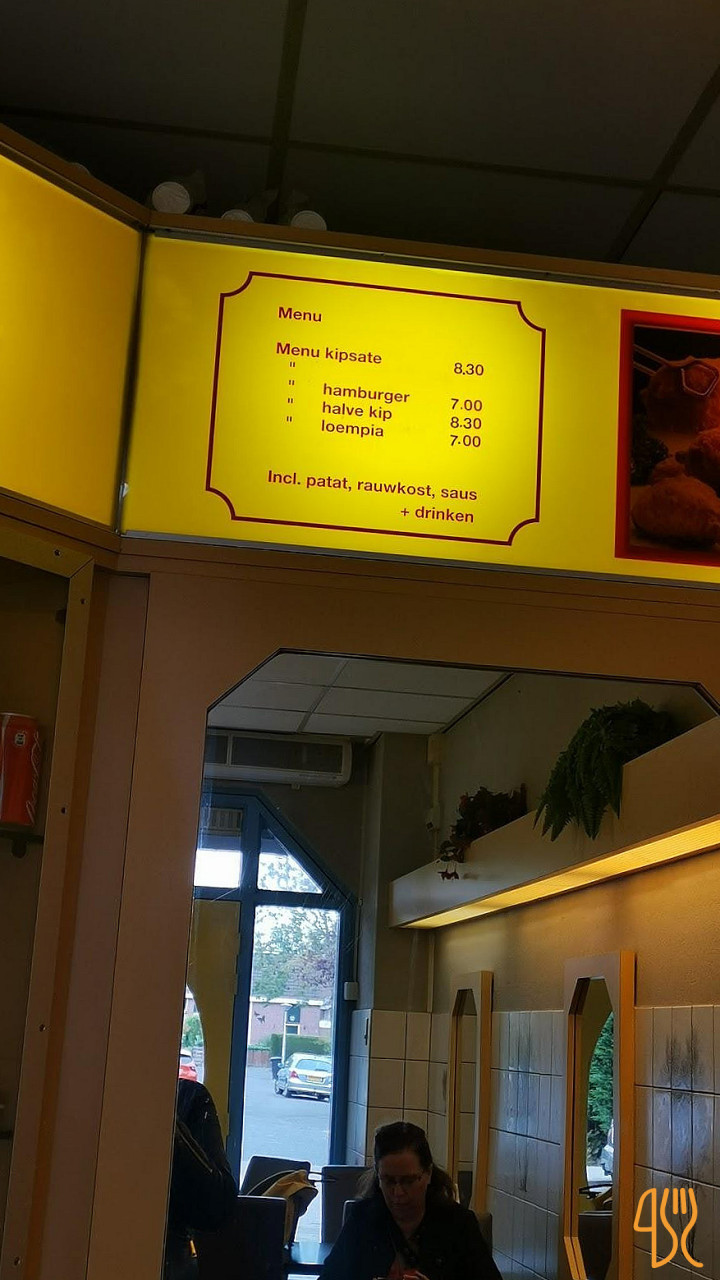 Menu
Menu kipsate 8.30
"
" hamburger 7.00
" halve kip 8.30
" loempia 7.00
Incl. patat, rauwkost, saus
+ drinken